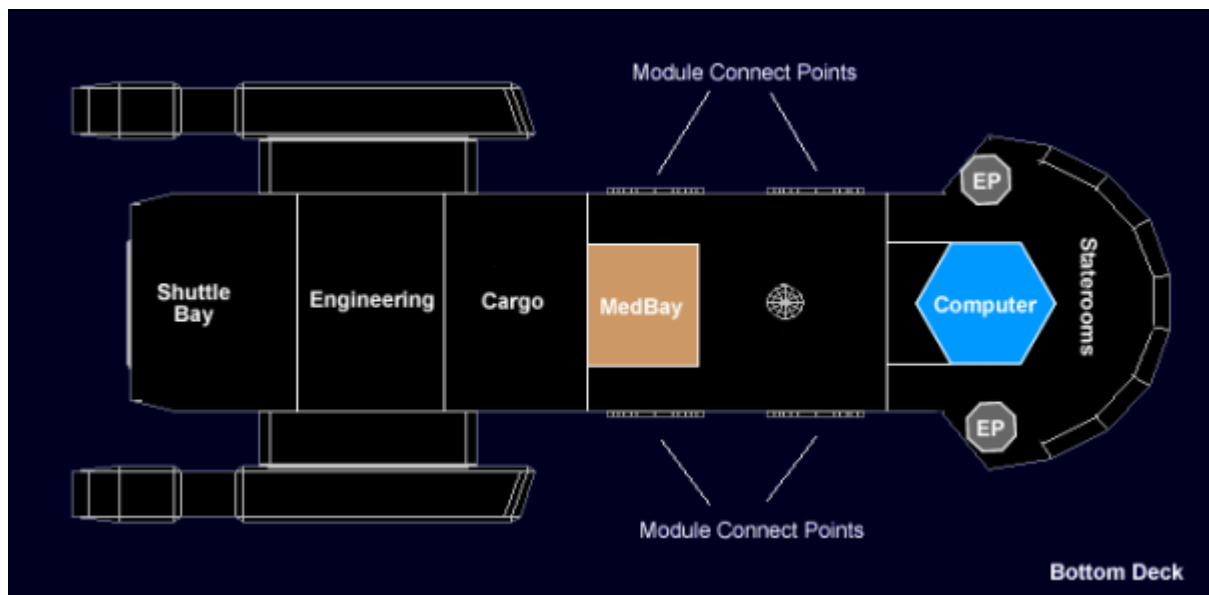 Module Connect Points
EP
Shuttle
Bay
Engineering
Cargo
MedBay
Computer
Staterooms
EP
Module Connect Points
Bottom Deck